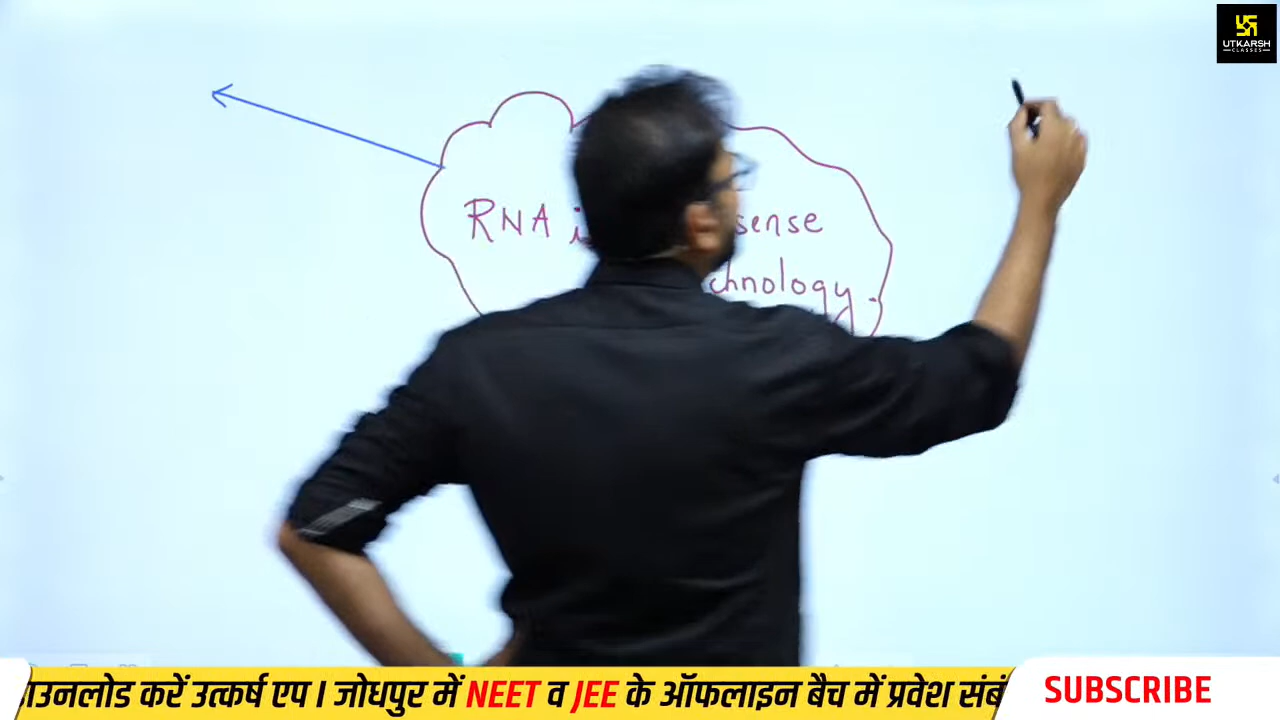 UTKARSH
CLASSES
RNA sense
chnology.
उनलोड करें उत्कर्ष एप । जोधपुर में NEET व JEE के ऑफलाइन बैच में प्रवेश संबं
SUBSCRIBE